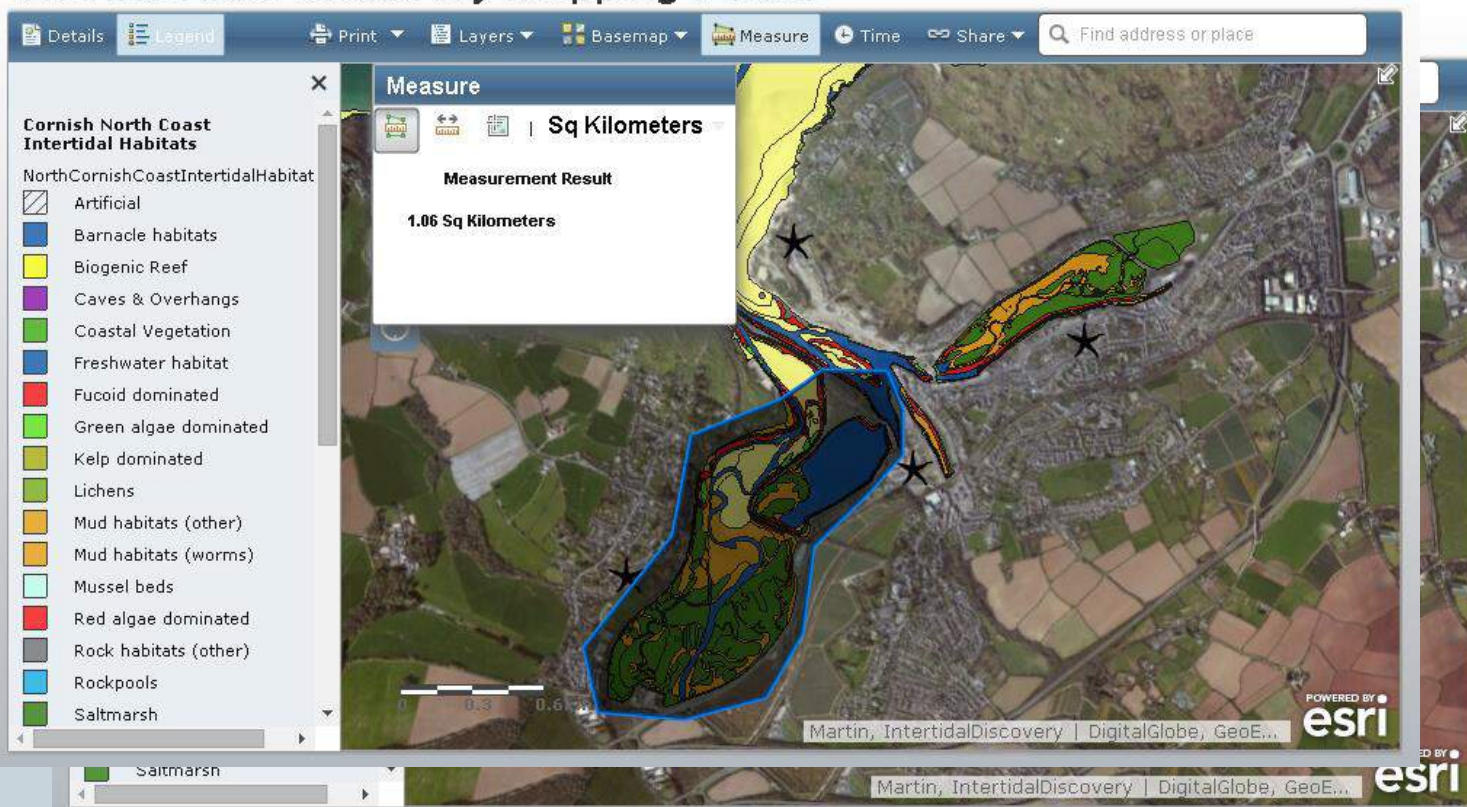 Details
Legend
Print
Layers
Basemap
Measure
Time
Share
Find address or place
Cornish North Coast
Intertidal Habitats
NorthCornishCoastIntertidalHabitat
Artificial
Barnacle habitats
Biogenic Reef
Caves & Overhangs
Coastal Vegetation
Freshwater habitat
Fucoid dominated
Green algae dominated
Kelp dominated
Lichens
Mud habitats (other)
Mud habitats (worms)
Mussel beds
Red algae dominated
Rock habitats (other)
Rockpools
Saltmarsh
Measure
| Sq Kilometers
Measurement Result
1.06 Sq Kilometers
0 0.3
Martin, IntertidalDiscovery | DigitalGlobe, GeoE...
POWERED BY
esri
Saltmarsh
Martin, IntertidalDiscovery | DigitalGlobe, GeoE...
ED BY
esri